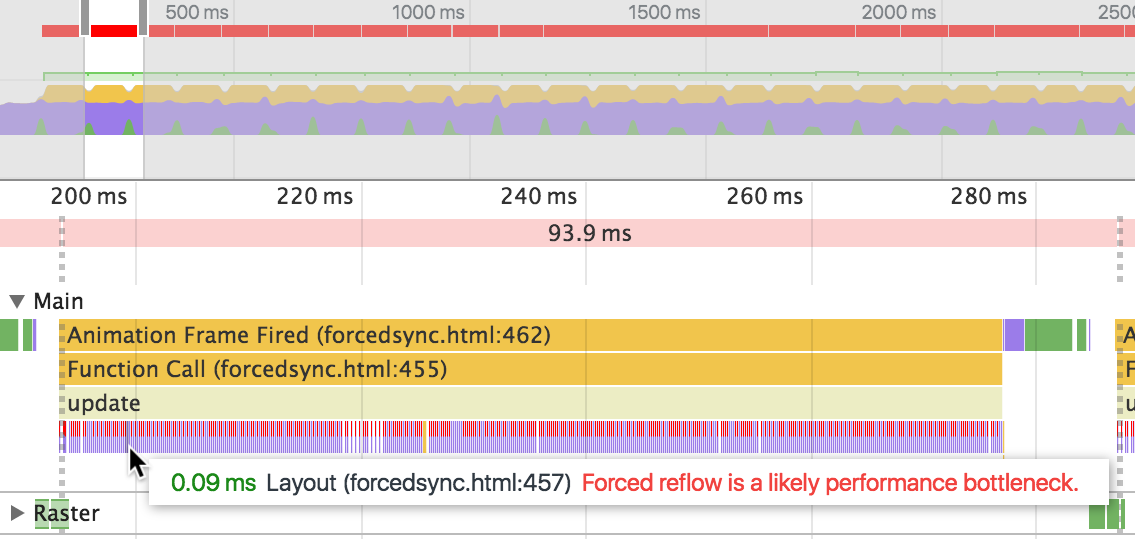 500 ms 1000 ms 1500 ms 2000 ms 250
200 ms 220 ms 240 ms 260 ms 280 ms
93.9 ms
▼ Main
Animation Frame Fired (forcedsync.html:462) A
Function Call (forcedsync.html:455) F
update u
0.09 ms Layout (forcedsync.html:457) Forced reflow is a likely performance bottleneck.
▶ Raster